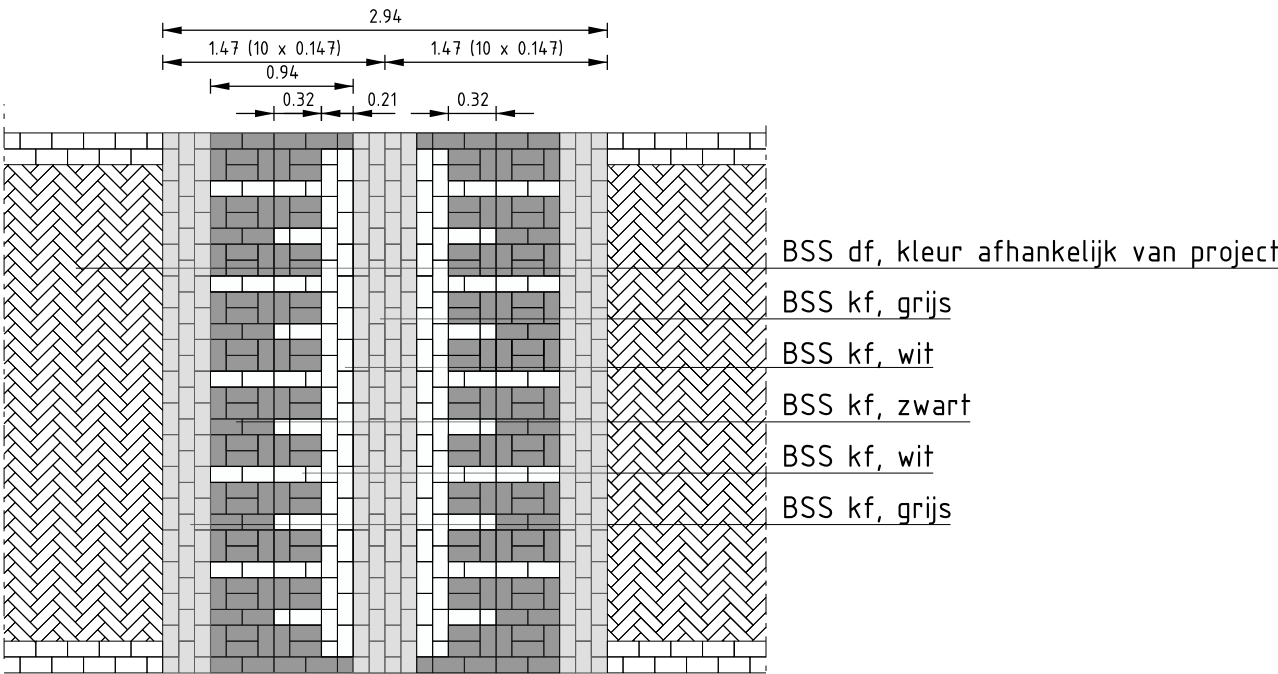 2.94
1.47 (10 x 0.147) 1.47 (10 x 0.147)
0.94
0.32 0.21 0.32
BSS df, kleur afhankelijk van project
BSS kf, grijs
BSS kf, wit
BSS kf, zwart
BSS kf, wit
BSS kf, grijs